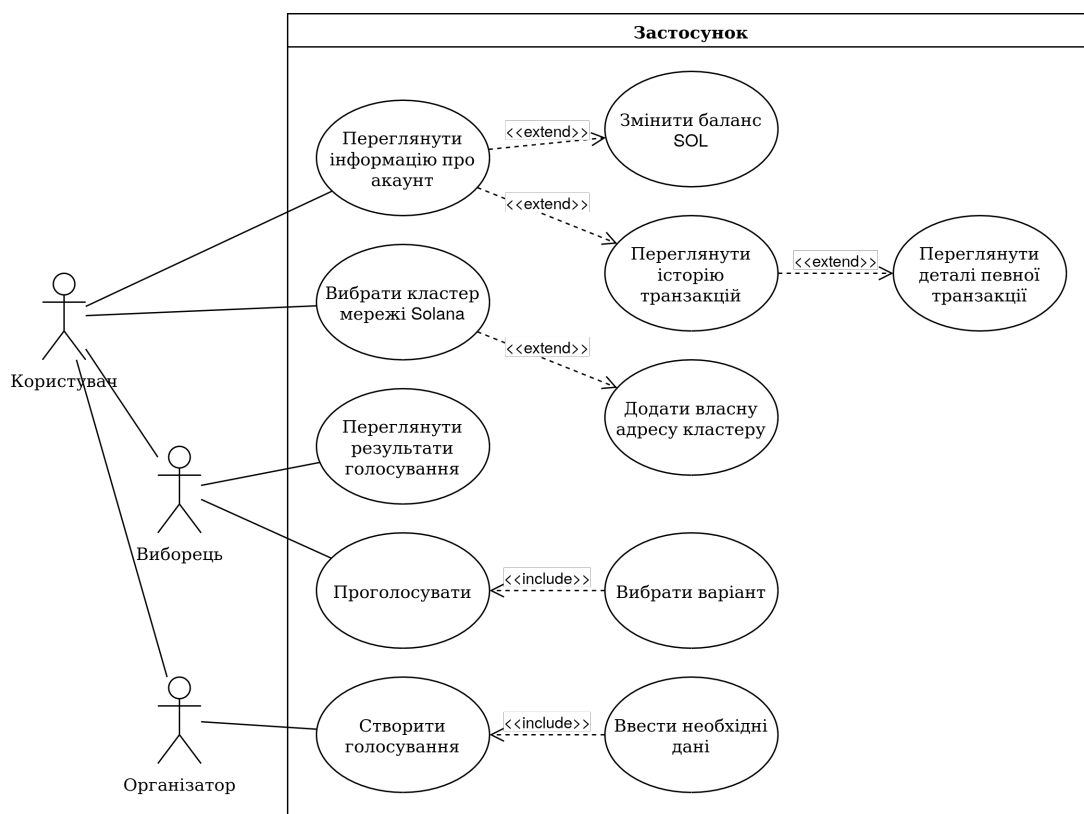 Застосунок
Переглянути
інформацію про
акаунт
<<extend>>
Змінити баланс
SOL
<<extend>>
Переглянути
історію
транзакцій
<<extend>>
Переглянути
деталі певної
транзакції
Користувач
Вибрати кластер
мережі Solana
<<extend>>
Додати власну
адресу кластеру
Переглянути
результати
голосування
Виборець
Проголосувати
<<include>>
Вибрати варіант
Організатор
Створити
голосування
<<include>>
Ввести необхідні
дані